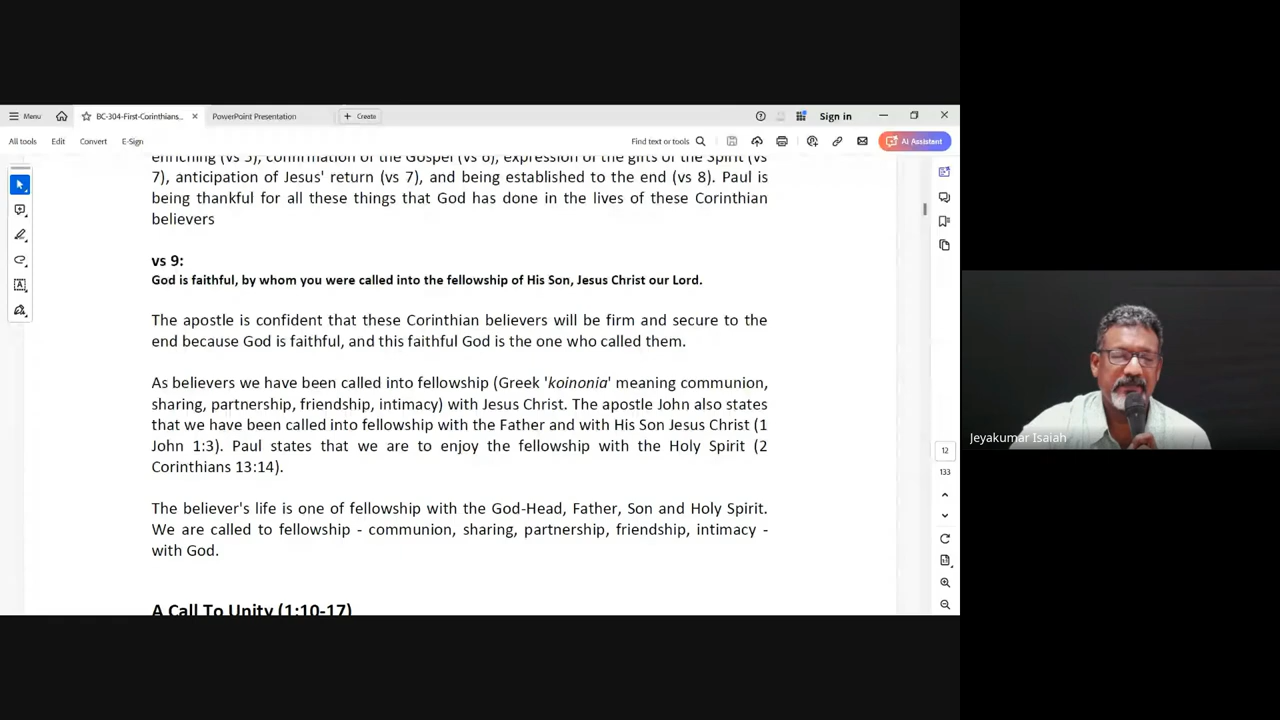 Menu
BC-304-First-Corinthians...
PowerPoint Presentation
Create
Sign in
All tools
Edit
Convert
E-Sign
Find text or tools
AI Assistant
enriching (vs 5), confirmation of the Gospel (vs 6), expression of the gifts of the Spirit (vs
7), anticipation of Jesus' return (vs 7), and being established to the end (vs 8). Paul is
being thankful for all these things that God has done in the lives of these Corinthian
believers
vs 9:
God is faithful, by whom you were called into the fellowship of His Son, Jesus Christ our Lord.
The apostle is confident that these Corinthian believers will be firm and secure to the
end because God is faithful, and this faithful God is the one who called them.
As believers we have been called into fellowship (Greek 'koinonia' meaning communion,
sharing, partnership, friendship, intimacy) with Jesus Christ. The apostle John also states
that we have been called into fellowship with the Father and with His Son Jesus Christ (1
John 1:3). Paul states that we are to enjoy the fellowship with the Holy Spirit (2
Corinthians 13:14).
The believer's life is one of fellowship with the God-Head, Father, Son and Holy Spirit.
We are called to fellowship - communion, sharing, partnership, friendship, intimacy -
with God.
A Call To Unity (1:10-17)
12
133
Jeyakumar Isaiah